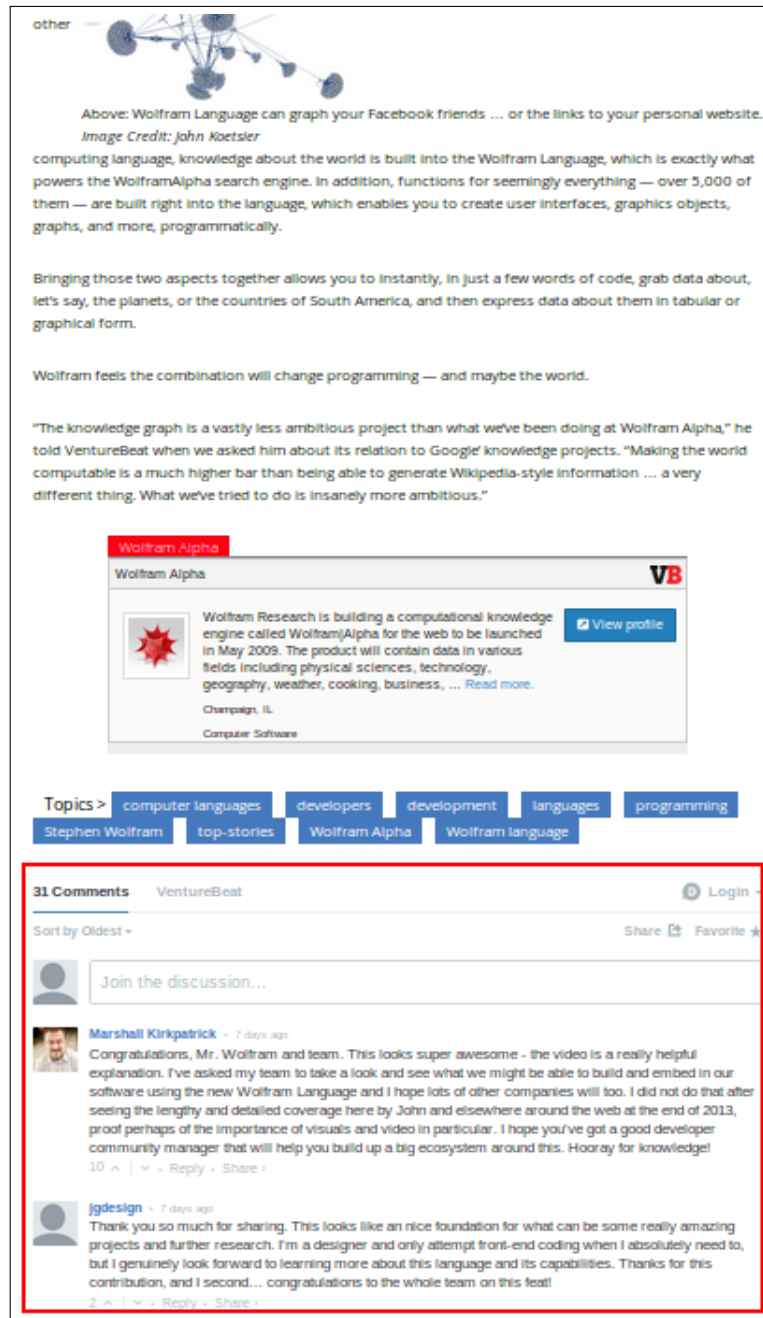 other
Above: Wolfram Language can graph your Facebook friends … or the links to your personal website.
Image Credit: John Koetsier
computing language, knowledge about the world is built into the Wolfram Language, which is exactly what
powers the WolframAlpha search engine. In addition, functions for seemingly everything — over 5,000 of
them — are built right into the language, which enables you to create user interfaces, graphics objects,
graphs, and more, programmatically.
Bringing those two aspects together allows you to instantly, in just a few words of code, grab data about,
let's say, the planets, or the countries of South America, and then express data about them in tabular or
graphical form.
Wolfram feels the combination will change programming — and maybe the world.
“The knowledge graph is a vastly less ambitious project than what we've been doing at Wolfram Alpha,” he
told VentureBeat when we asked him about its relation to Google' knowledge projects. “Making the world
computable is a much higher bar than being able to generate Wikipedia-style information … a very
different thing. What we've tried to do is insanely more ambitious.”
Wolfram Alpha
Wolfram Alpha VB
Wolfram Research is building a computational knowledge
engine called Wolfram|Alpha for the web to be launched
in May 2009. The product will contain data in various
fields including physical sciences, technology,
geography, weather, cooking, business, … Read more.
View profile
Champaign, IL
Computer Software
Topics > computer languages developers development languages programming
Stephen Wolfram top-stories Wolfram Alpha Wolfram language
31 Comments VentureBeat Login
Sort by Oldest Share Favorite
Join the discussion...
Marshall Kirkpatrick • 7 days ago
Congratulations, Mr. Wolfram and team. This looks super awesome - the video is a really helpful
explanation. I've asked my team to take a look and see what we might be able to build and embed in our
software using the new Wolfram Language and I hope lots of other companies will too. I did not do that after
seeing the lengthy and detailed coverage here by John and elsewhere around the web at the end of 2013,
proof perhaps of the importance of visuals and video in particular. I hope you've got a good developer
community manager that will help you build up a big ecosystem around this. Hooray for knowledge!
10 • Reply • Share ›
jgdesign • 7 days ago
Thank you so much for sharing. This looks like an nice foundation for what can be some really amazing
projects and further research. I'm a designer and only attempt front-end coding when I absolutely need to,
but I genuinely look forward to learning more about this language and its capabilities. Thanks for this
contribution, and I second... congratulations to the whole team on this feat!
2 • Reply • Share ›